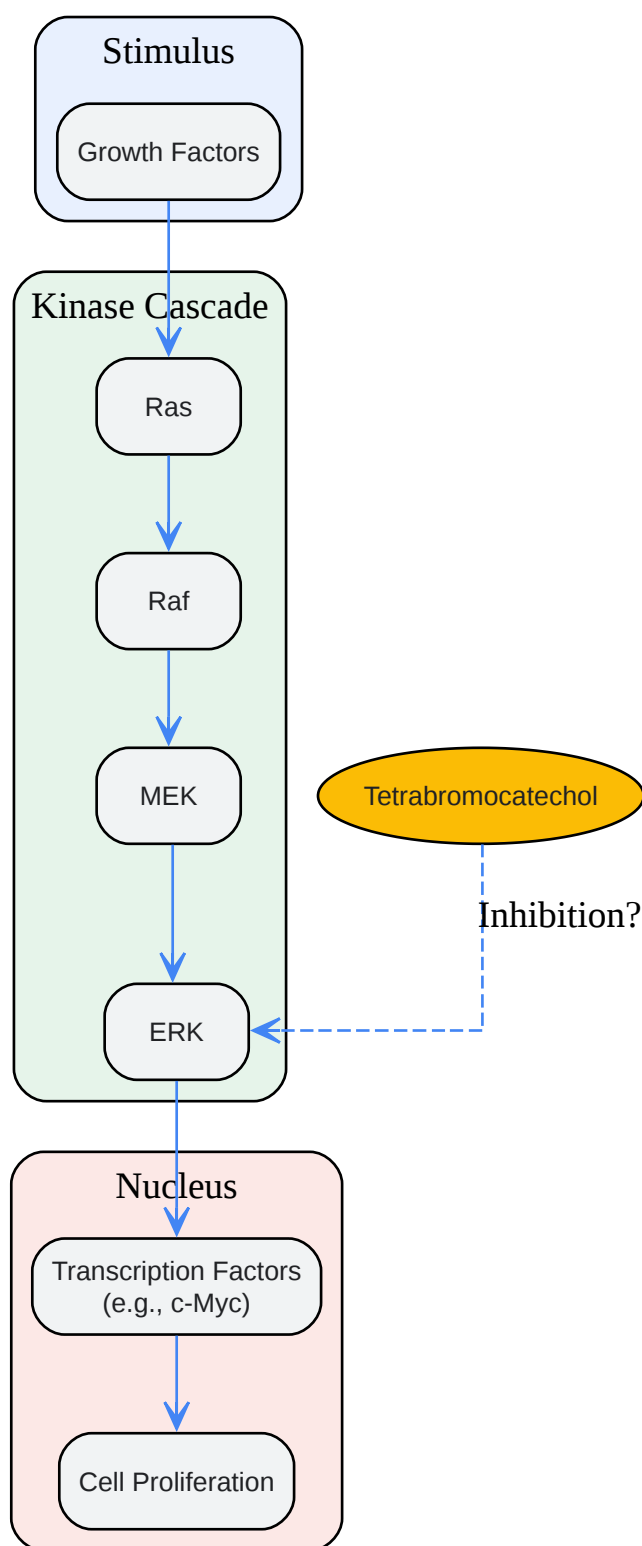 Stimulus
Growth Factors
Kinase Cascade
Ras
Raf
MEK
Tetrabromocatechol
Inhibition?
ERK
Nucleus
Transcription Factors
(e.g., c-Myc)
Cell Proliferation